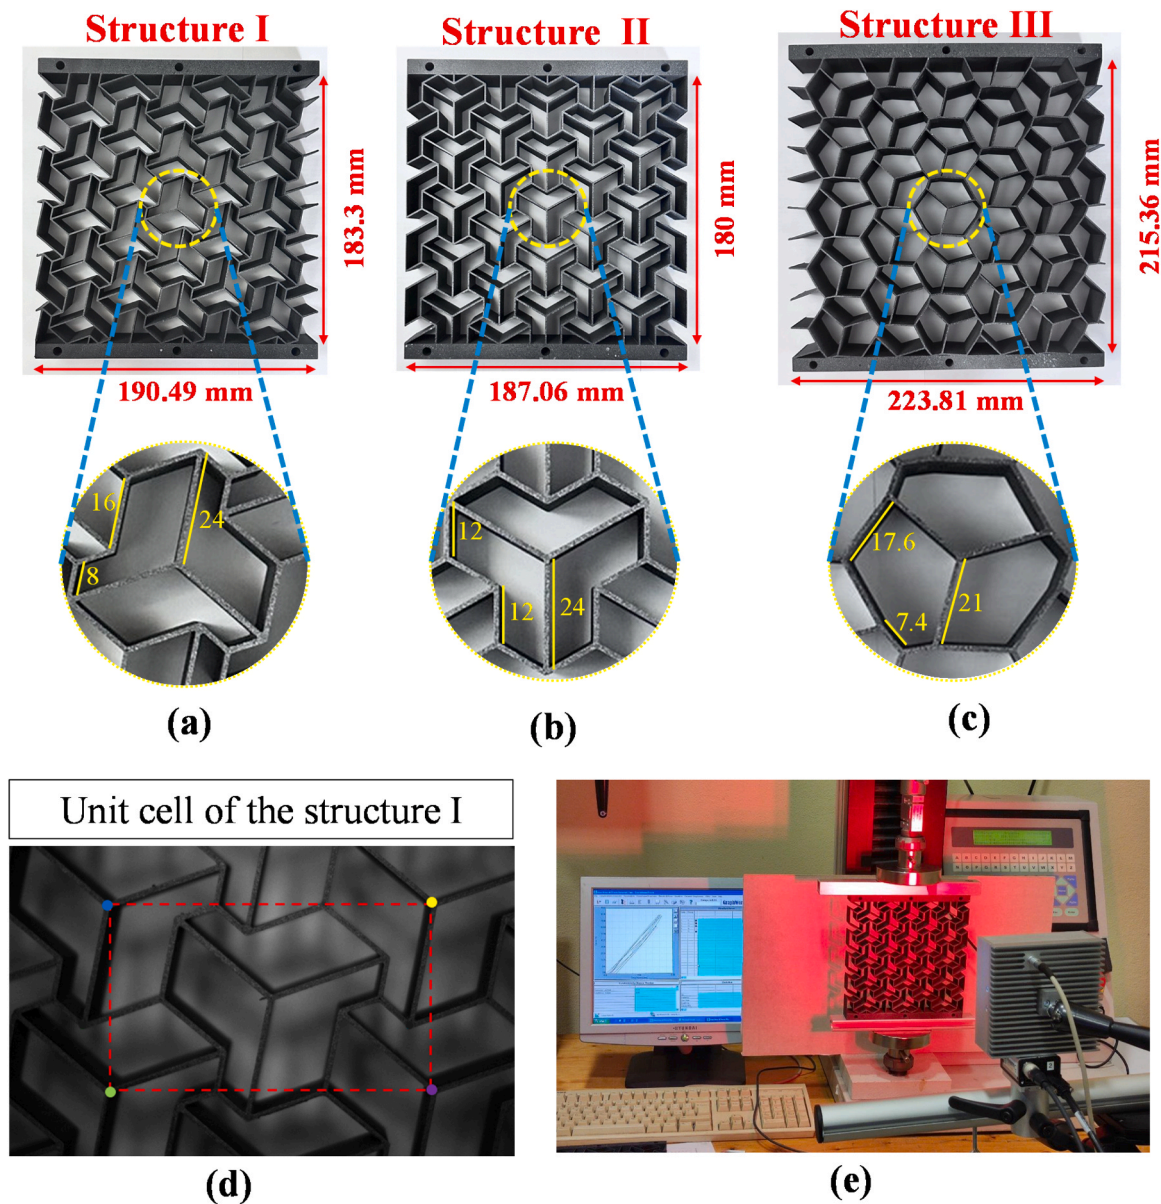 Structure I
Structure II
Structure III
183.3 mm
180 mm
215.36 mm
190.49 mm
187.06 mm
223.81 mm
16
24
8
12
12
24
17.6
7.4
21
(a)
(b)
(c)
Unit cell of the structure I
(d)
(e)